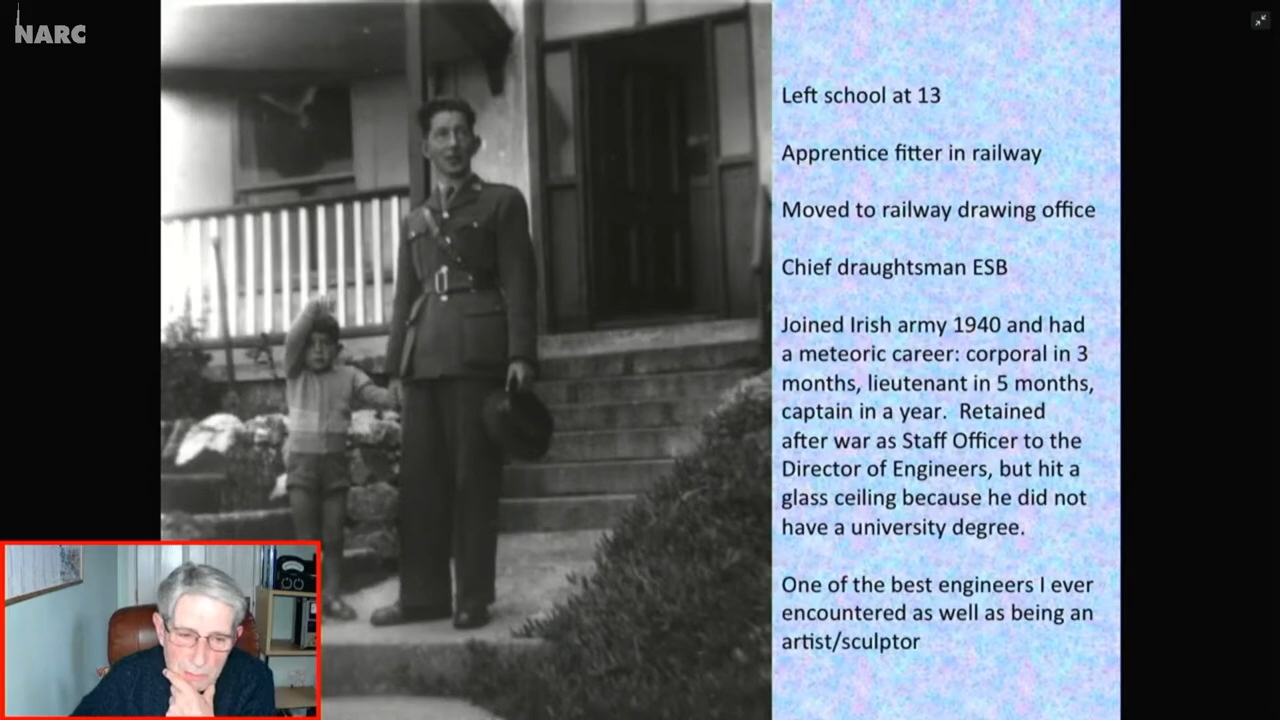 NARC
Left school at 13
Apprentice fitter in railway
Moved to railway drawing office
Chief draughtsman ESB
Joined Irish army 1940 and had
a meteoric career: corporal in 3
months, lieutenant in 5 months,
captain in a year.  Retained
after war as Staff Officer to the
Director of Engineers, but hit a
glass ceiling because he did not
have a university degree.
One of the best engineers I ever
encountered as well as being an
artist/sculptor